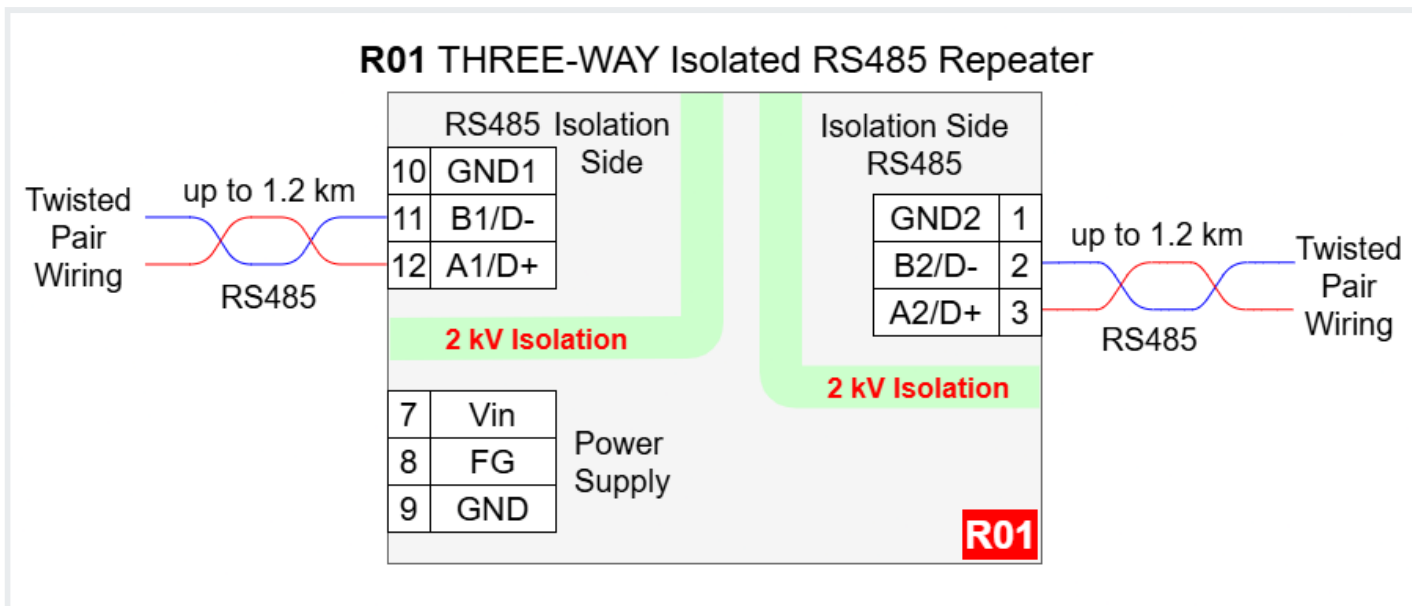 R01 THREE-WAY Isolated RS485 Repeater
RS485 Isolation
Side
10 GND1
11 B1/D-
12 A1/D+
Twisted
Pair
Wiring
up to 1.2 km
RS485
2 kV Isolation
7 Vin
8 FG
9 GND
Power
Supply
Isolation Side
RS485
GND2 1
B2/D- 2
A2/D+ 3
up to 1.2 km
RS485
Twisted
Pair
Wiring
2 kV Isolation
R01